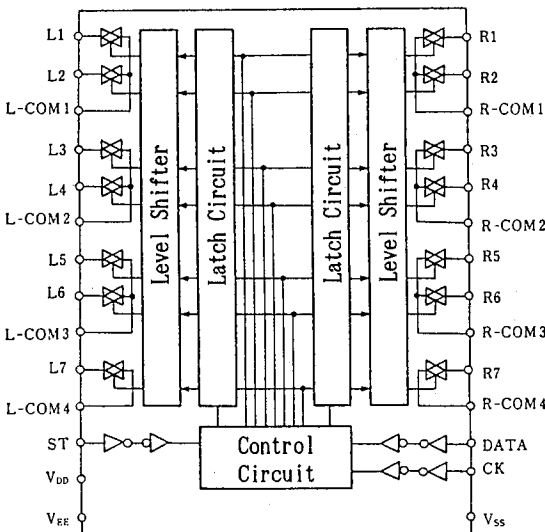 L1
L2
L-COM1
L3
L4
L-COM2
L5
L6
L-COM3
L7
L-COM4
ST
VDD
VEE
Level Shifter
Latch Circuit
Latch Circuit
Level Shifter
Control
Circuit
R1
R2
R-COM1
R3
R4
R-COM2
R5
R6
R-COM3
R7
R-COM4
DATA
CK
VSS